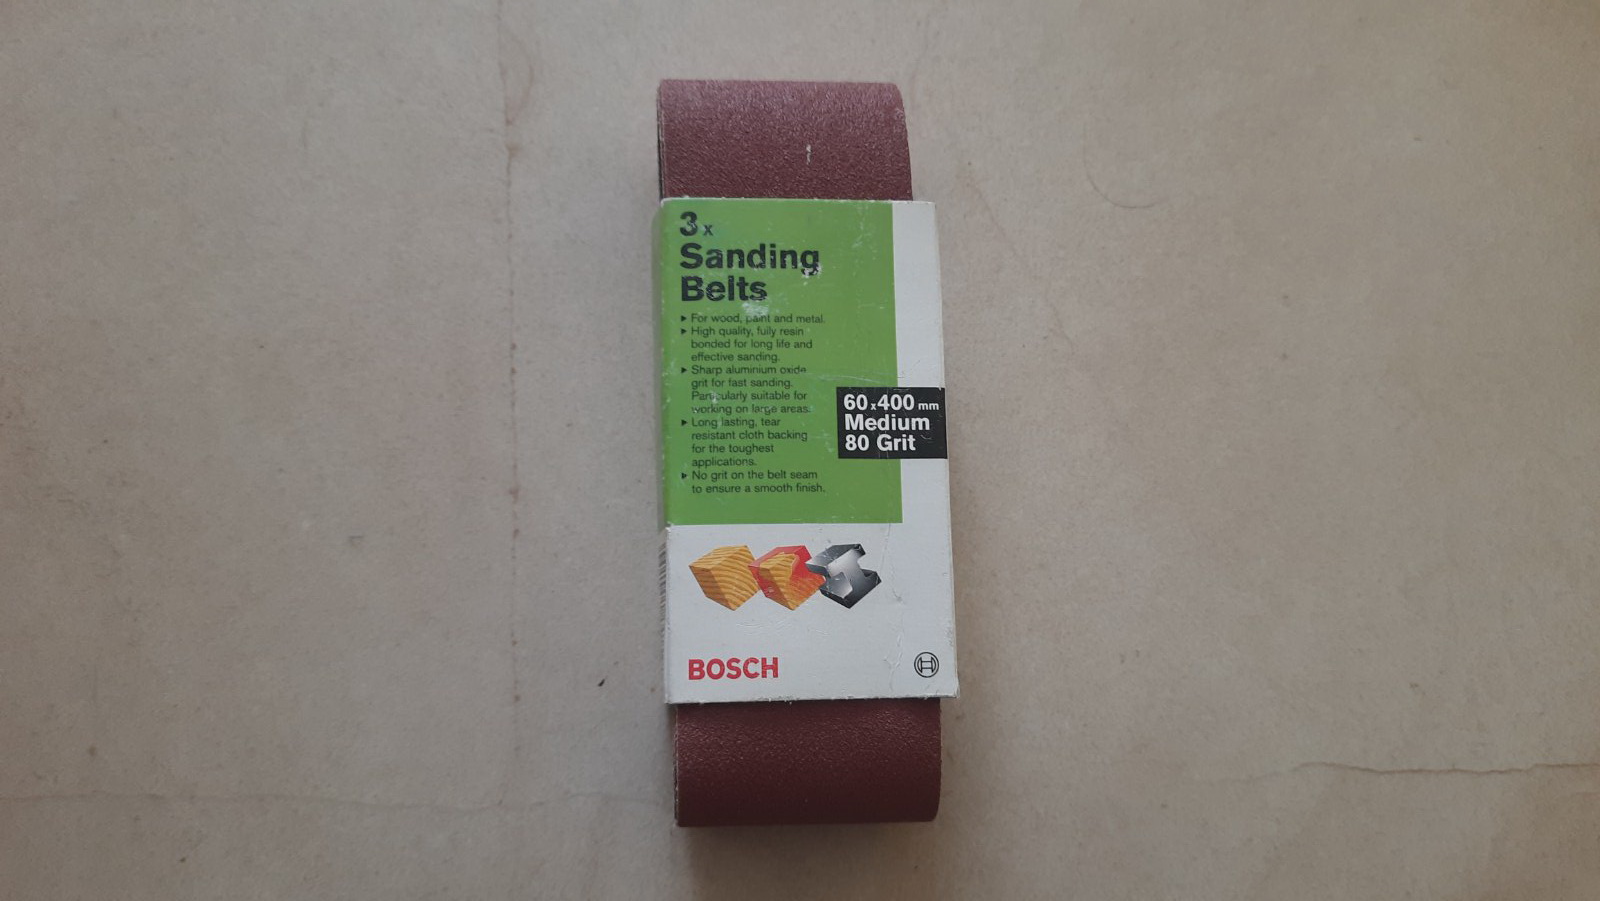 3x
Sanding
Belts
▸ For wood, paint and metal.
▸ High quality, fully resin
bonded for long life and
effective sanding.
▸ Sharp aluminium oxide
grit for fast sanding.
Particularly suitable for
working on large areas.
▸ Long lasting, tear
resistant cloth backing
for the toughest
applications.
▸ No grit on the belt seam
to ensure a smooth finish.
60x400 mm
Medium
80 Grit
BOSCH